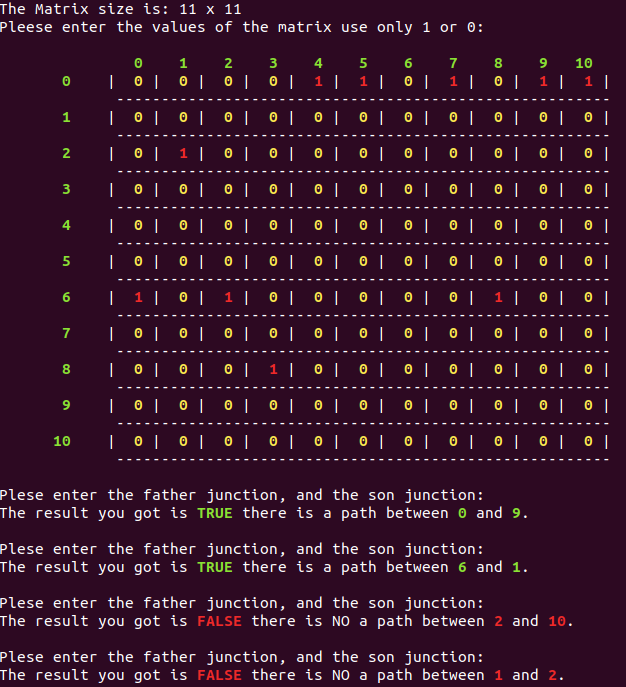 The Matrix size is: 11 x 11
Pleese enter the values of the matrix use only 1 or 0:
0 1 2 3 4 5 6 7 8 9 10
0 | 0 | 0 | 0 | 0 | 1 | 1 | 0 | 1 | 0 | 1 | 1 |
-------------------------------------------------------
1 | 0 | 0 | 0 | 0 | 0 | 0 | 0 | 0 | 0 | 0 | 0 |
-------------------------------------------------------
2 | 0 | 1 | 0 | 0 | 0 | 0 | 0 | 0 | 0 | 0 | 0 |
-------------------------------------------------------
3 | 0 | 0 | 0 | 0 | 0 | 0 | 0 | 0 | 0 | 0 | 0 |
-------------------------------------------------------
4 | 0 | 0 | 0 | 0 | 0 | 0 | 0 | 0 | 0 | 0 | 0 |
-------------------------------------------------------
5 | 0 | 0 | 0 | 0 | 0 | 0 | 0 | 0 | 0 | 0 | 0 |
-------------------------------------------------------
6 | 1 | 0 | 1 | 0 | 0 | 0 | 0 | 0 | 1 | 0 | 0 |
-------------------------------------------------------
7 | 0 | 0 | 0 | 0 | 0 | 0 | 0 | 0 | 0 | 0 | 0 |
-------------------------------------------------------
8 | 0 | 0 | 0 | 1 | 0 | 0 | 0 | 0 | 0 | 0 | 0 |
-------------------------------------------------------
9 | 0 | 0 | 0 | 0 | 0 | 0 | 0 | 0 | 0 | 0 | 0 |
-------------------------------------------------------
10 | 0 | 0 | 0 | 0 | 0 | 0 | 0 | 0 | 0 | 0 | 0 |
-------------------------------------------------------
Plese enter the father junction, and the son junction:
The result you got is TRUE there is a path between 0 and 9.
Plese enter the father junction, and the son junction:
The result you got is TRUE there is a path between 6 and 1.
Plese enter the father junction, and the son junction:
The result you got is FALSE there is NO a path between 2 and 10.
Plese enter the father junction, and the son junction:
The result you got is FALSE there is NO a path between 1 and 2.